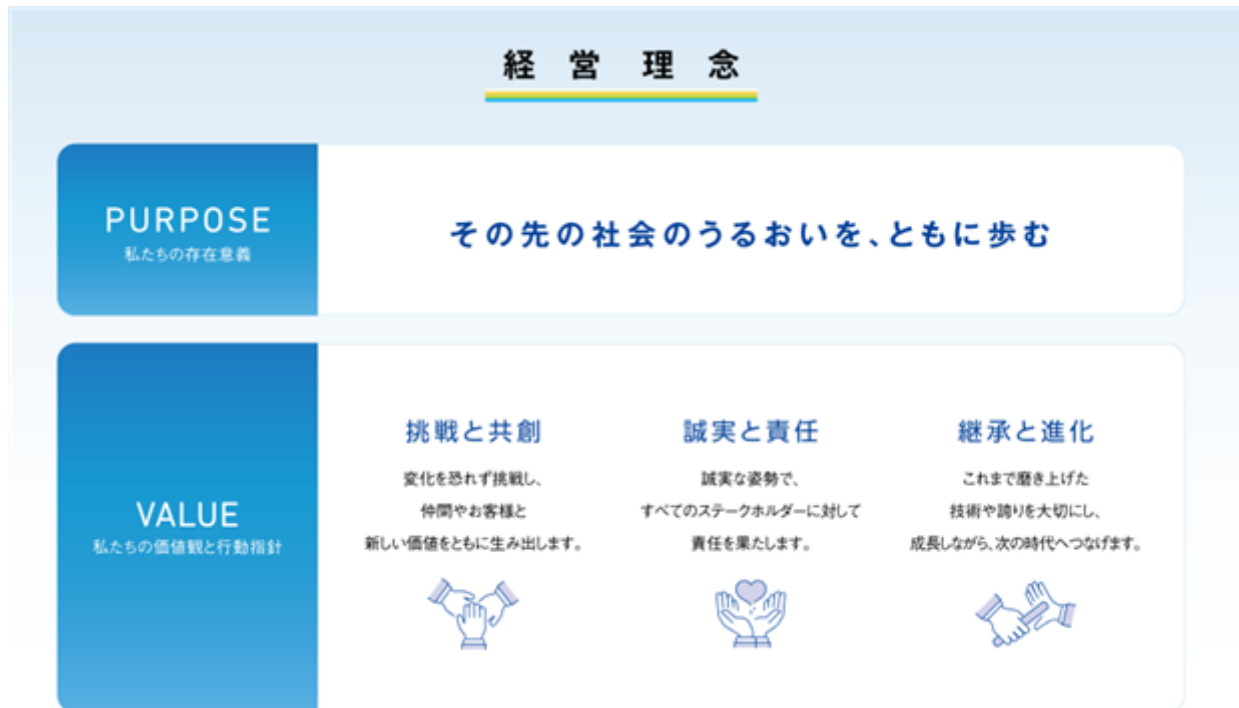 経営理念
PURPOSE
私たちの存在意義
その先の社会のうるおいを、ともに歩む
VALUE
私たちの価値観と行動指針
挑戦と共創
変化を恐れず挑戦し、
仲間やお客様と
新しい価値をともに生み出します。
誠実と責任
誠実な姿勢で、
すべてのステークホルダーに対して
責任を果たします。
継承と進化
これまで磨き上げた
技術や誇りを大切にし、
成長しながら、次の時代へつなげます。